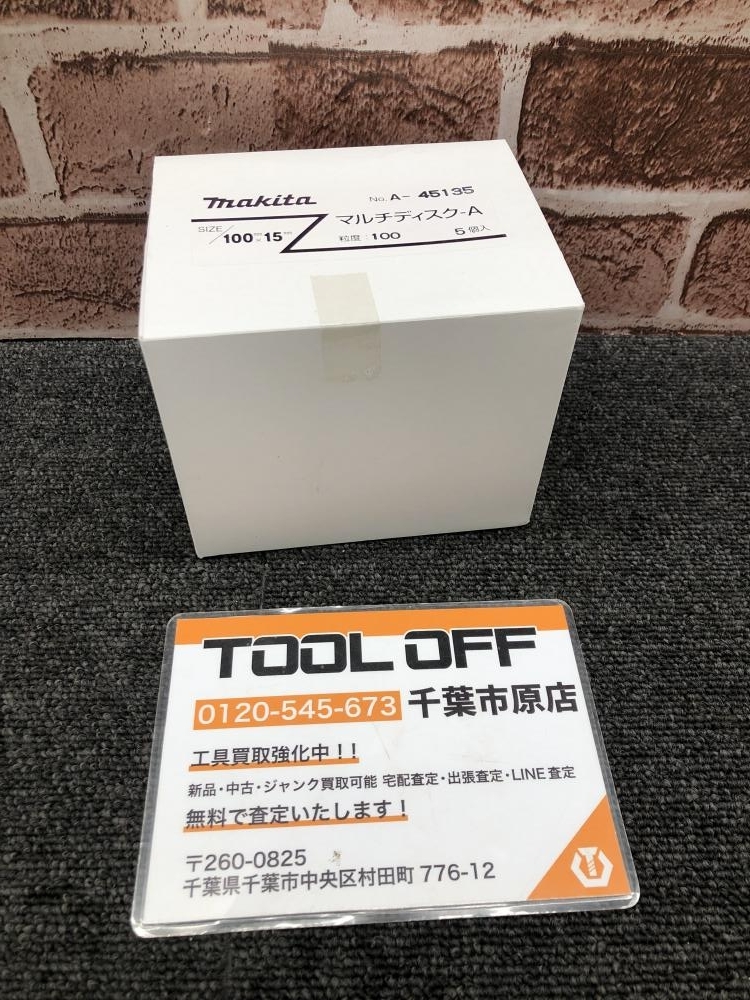 makita
No. A- 45135
SIZE/100mm×15mm
マルチディスク-A
粒度:100 5個入
TOOL OFF
0120-545-673 千葉市原店
工具買取強化中!!
新品・中古・ジャンク買取可能 宅配査定・出張査定・LINE査定
無料で査定いたします!
〒260-0825
千葉県千葉市中央区村田町 776-12